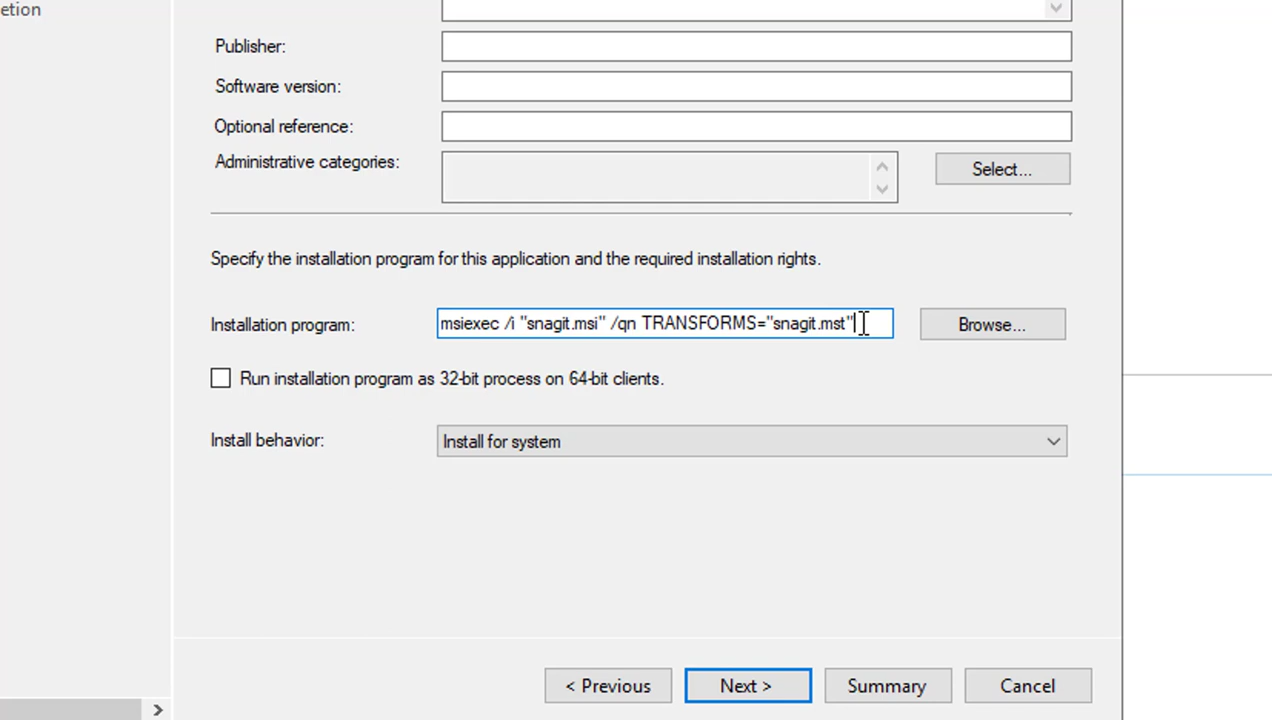 etion
Publisher:
Software version:
Optional reference:
Administrative categories:
Select...
Specify the installation program for this application and the required installation rights.
Installation program:
msiexec /i "snagit.msi" /qn TRANSFORMS="snagit.mst"
Browse...
Run installation program as 32-bit process on 64-bit clients.
Install behavior:
Install for system
< Previous
Next >
Summary
Cancel